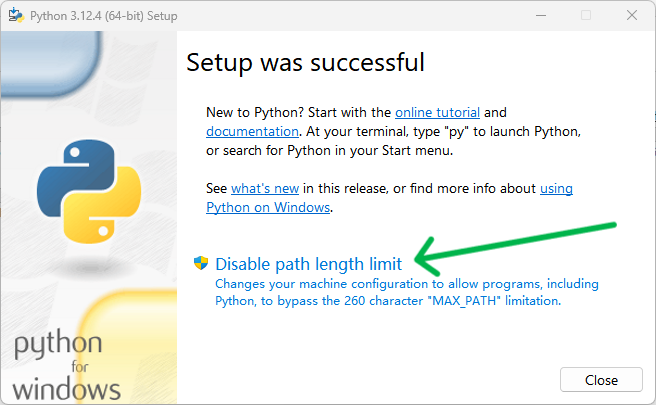 Python 3.12.4 (64-bit) Setup
Setup was successful
New to Python? Start with the online tutorial and
documentation. At your terminal, type "py" to launch Python,
or search for Python in your Start menu.
See what's new in this release, or find more info about using
Python on Windows.
Disable path length limit
Changes your machine configuration to allow programs, including
Python, to bypass the 260 character "MAX_PATH" limitation.
python
for
windows
Close